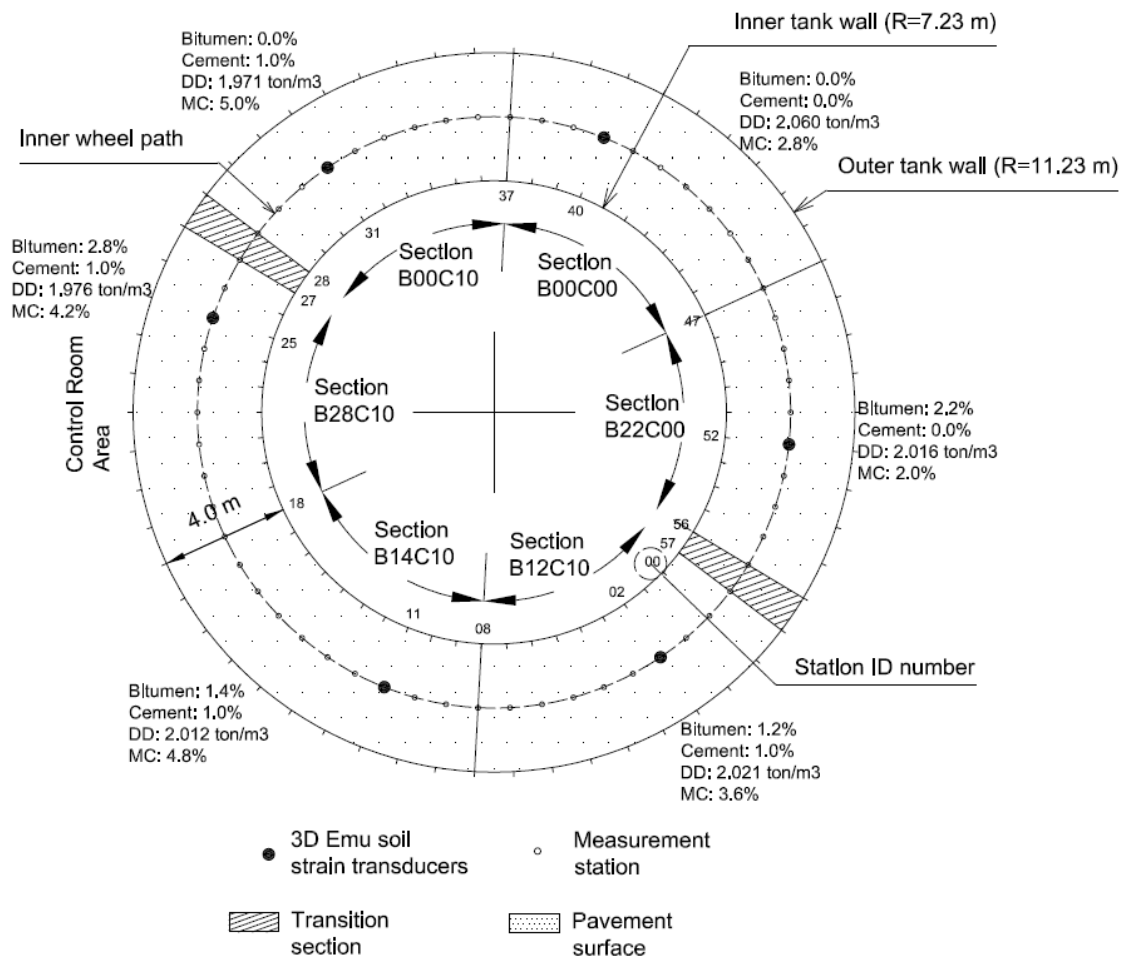 Inner tank wall (R=7.23 m)
Bitumen: 0.0%
Cement: 1.0%
DD: 1.971 ton/m3
MC: 5.0%
Bitumen: 0.0%
Cement: 0.0%
DD: 2.060 ton/m3
MC: 2.8%
Inner wheel path
Outer tank wall (R=11.23 m)
37
40
31
Section
B00C10
Section
B00C00
Bitumen: 2.8%
Cement: 1.0%
DD: 1.976 ton/m3
MC: 4.2%
28
27
47
25
Control Room
Area
Section
B28C10
Section
B22C00
52
Bitumen: 2.2%
Cement: 0.0%
DD: 2.016 ton/m3
MC: 2.0%
4.0 m
18
Section
B14C10
Section
B12C10
56
57
00
02
11
08
Station ID number
Bitumen: 1.4%
Cement: 1.0%
DD: 2.012 ton/m3
MC: 4.8%
Bitumen: 1.2%
Cement: 1.0%
DD: 2.021 ton/m3
MC: 3.6%
3D Emu soil
strain transducers
Measurement
station
Transition
section
Pavement
surface